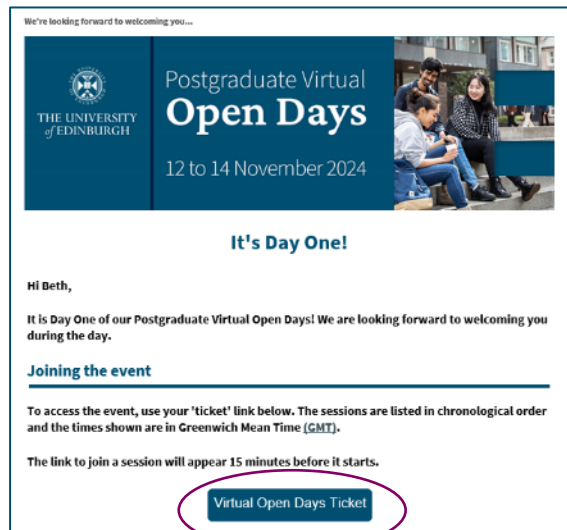 We're looking forward to welcoming you...
THE UNIVERSITY
of EDINBURGH
Postgraduate Virtual
Open Days
12 to 14 November 2024
It's Day One!
Hi Beth,
It is Day One of our Postgraduate Virtual Open Days! We are looking forward to welcoming you
during the day.
Joining the event
To access the event, use your 'ticket' link below. The sessions are listed in chronological order
and the times shown are in Greenwich Mean Time (GMT).
The link to join a session will appear 15 minutes before it starts.
Virtual Open Days Ticket